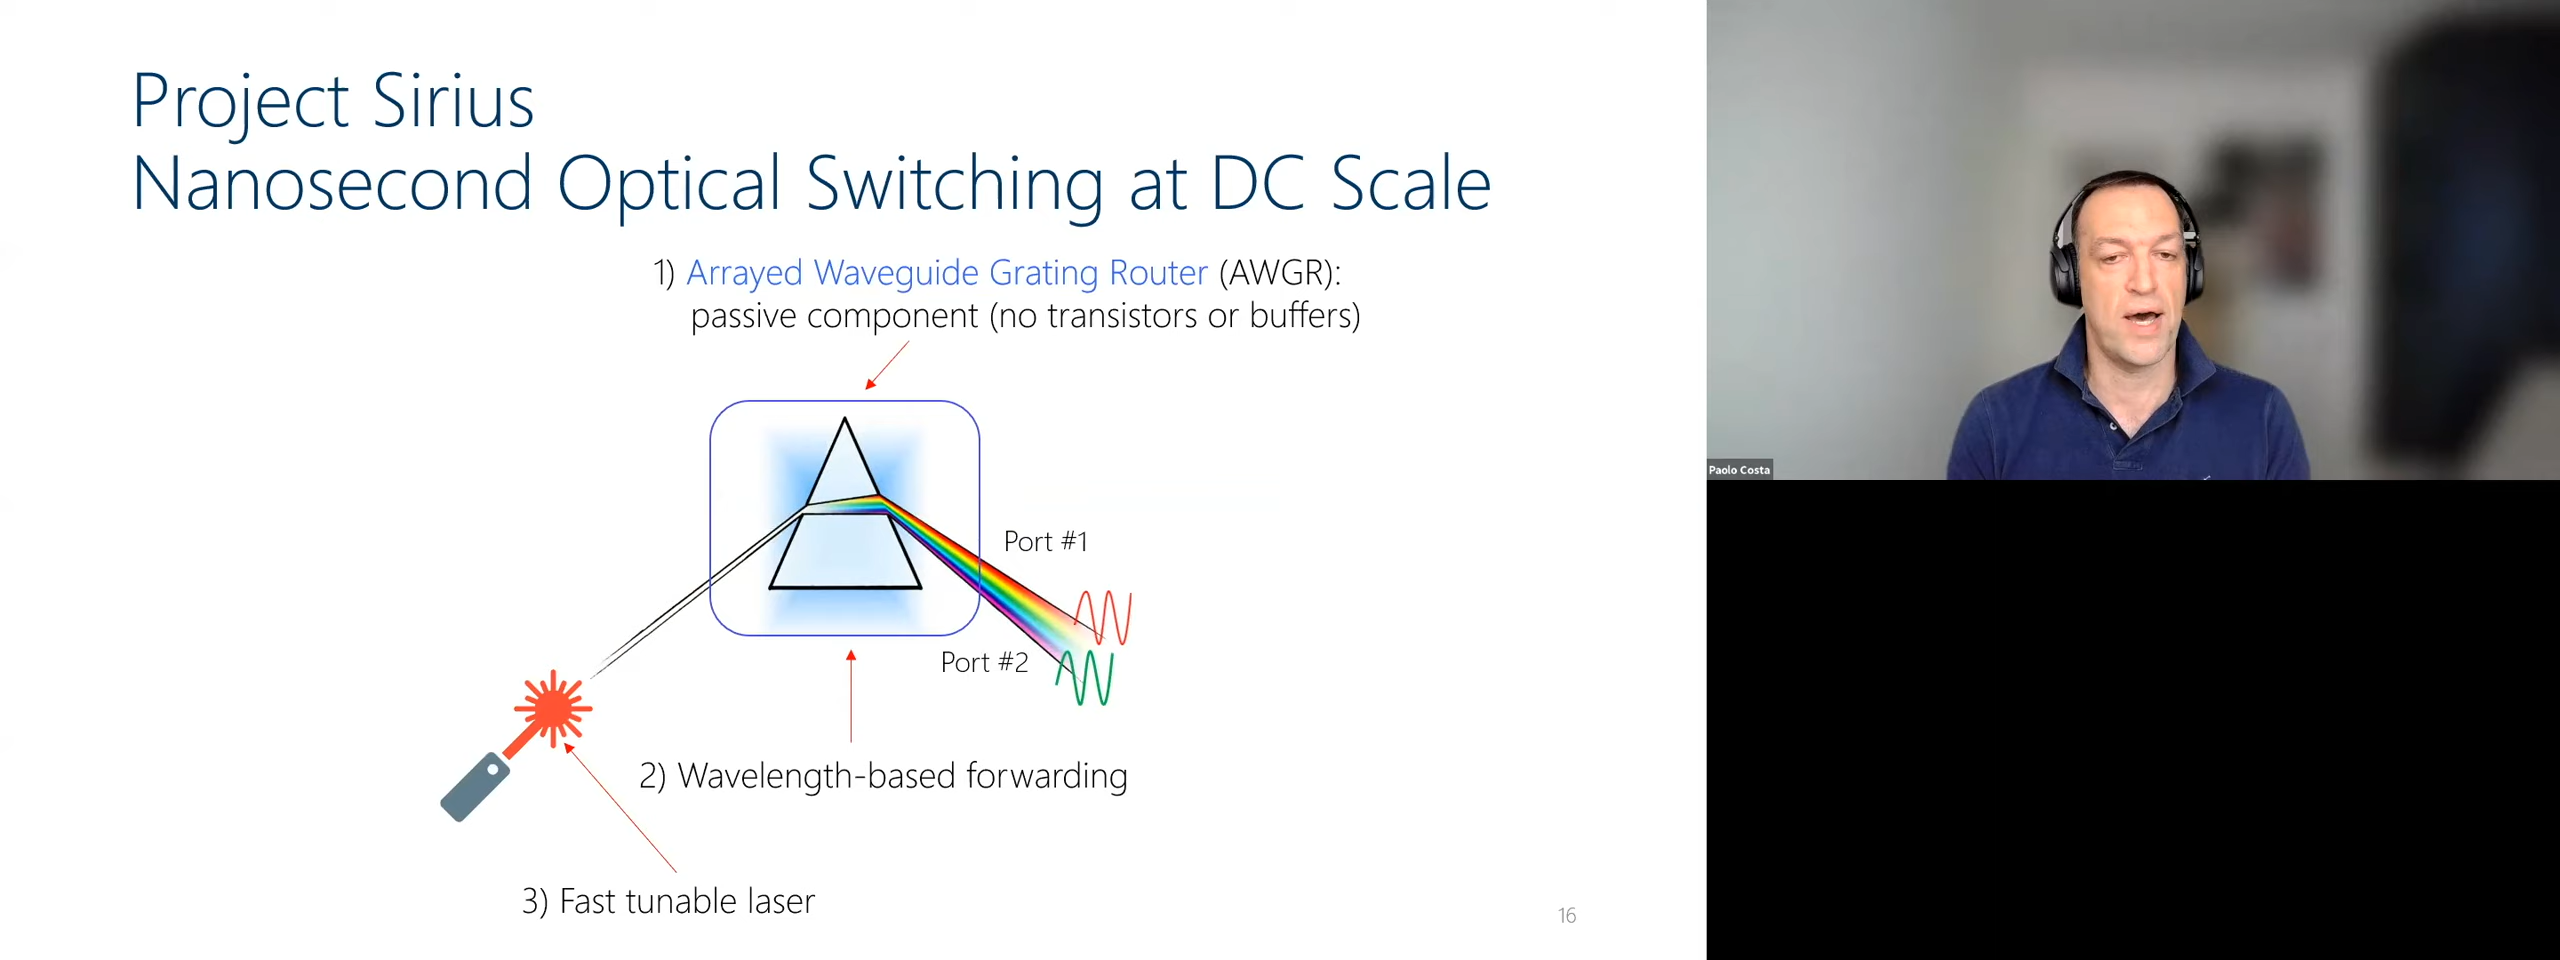 Project Sirius
Nanosecond Optical Switching at DC Scale
1) Arrayed Waveguide Grating Router (AWGR):
passive component (no transistors or buffers)
Port #1
Port #2
2) Wavelength-based forwarding
3) Fast tunable laser
16
Paolo Costa